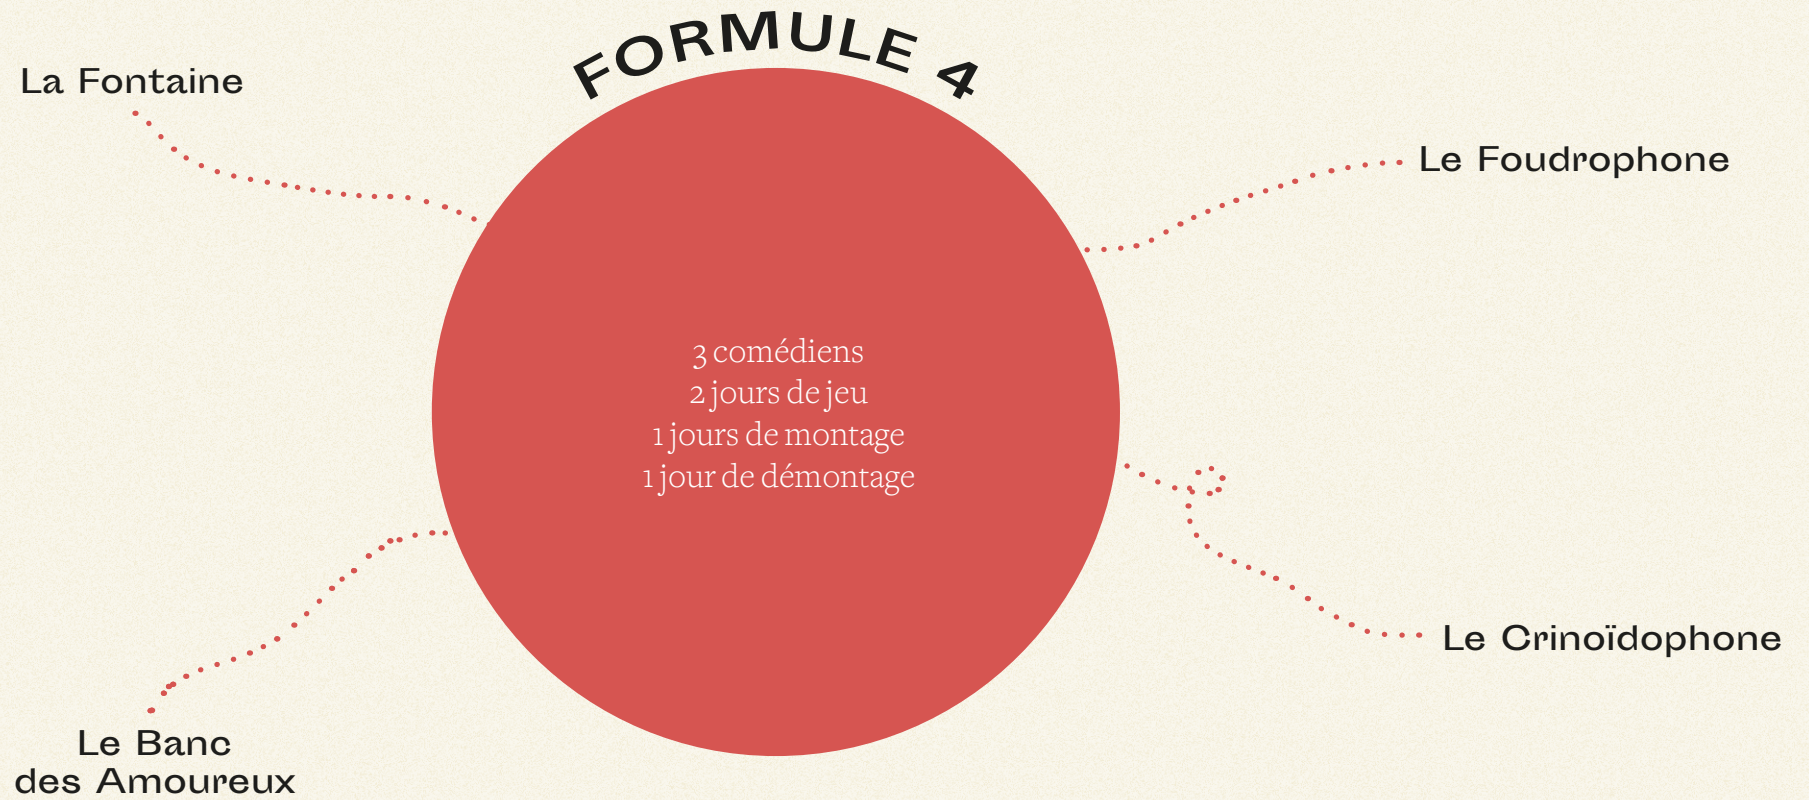 FORMULE 4
La Fontaine
Le Foudrophone
3 comédiens
2 jours de jeu
1 jours de montage
1 jour de démontage
Le Crinoïdophone
Le Banc
des Amoureux